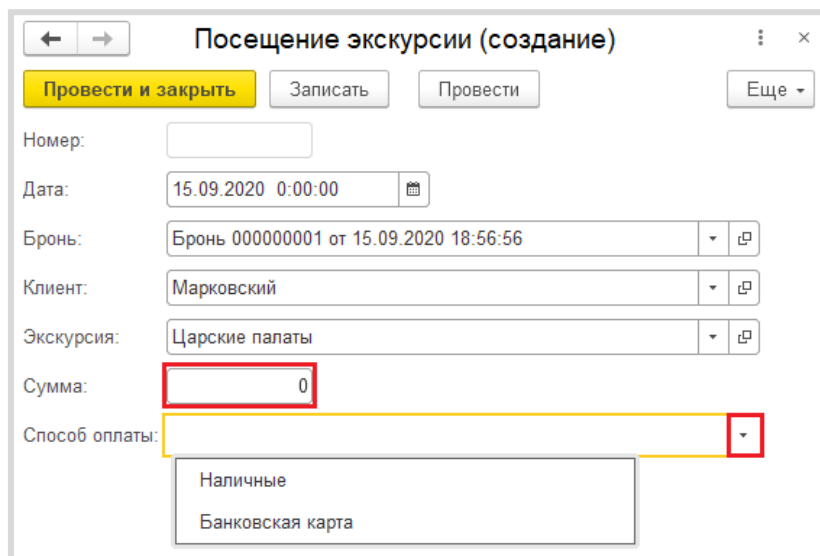 Посещение экскурсии (создание)
Провести и закрыть Записать Провести Еще
Номер:
Дата: 15.09.2020 0:00:00
Бронь: Бронь 000000001 от 15.09.2020 18:56:56
Клиент: Марковский
Экскурсия: Царские палаты
Сумма: 0
Способ оплаты:
Наличные
Банковская карта